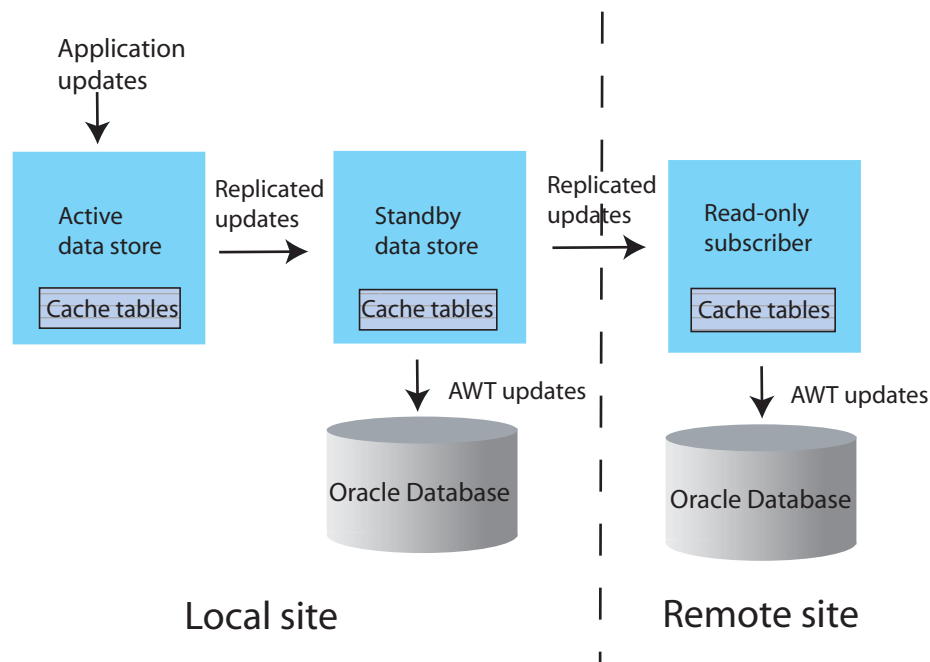 Application
updates
Active
data store
Cache tables
Replicated
updates
Standby
data store
Cache tables
AWT updates
Oracle Database
Replicated
updates
Read-only
subscriber
Cache tables
AWT updates
Oracle Database
Local site
Remote site